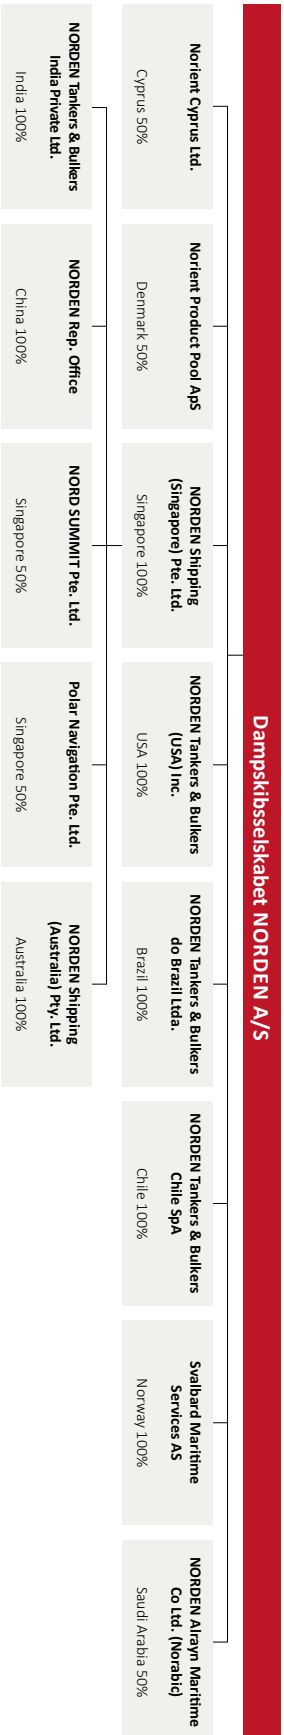 Dampskibsselskabet NORDEN A/S
Norient Cyprus Ltd.
Cyprus 50%
Norient Product Pool ApS
Denmark 50%
NORDEN Shipping
(Singapore) Pte. Ltd.
Singapore 100%
NORDEN Tankers & Bulkers
(USA) Inc.
USA 100%
NORDEN Tankers & Bulkers
do Brazil Ltda.
Brazil 100%
NORDEN Tankers & Bulkers
Chile SpA
Chile 100%
Svalbard Maritime
Services AS
Norway 100%
NORDEN Alrayn Maritime
Co Ltd. (Norabic)
Saudi Arabia 50%
NORDEN Tankers & Bulkers
India Private Ltd.
India 100%
NORDEN Rep. Office
China 100%
NORD SUMMIT Pte. Ltd.
Singapore 50%
Polar Navigation Pte. Ltd.
Singapore 50%
NORDEN Shipping
(Australia) Pty. Ltd.
Australia 100%